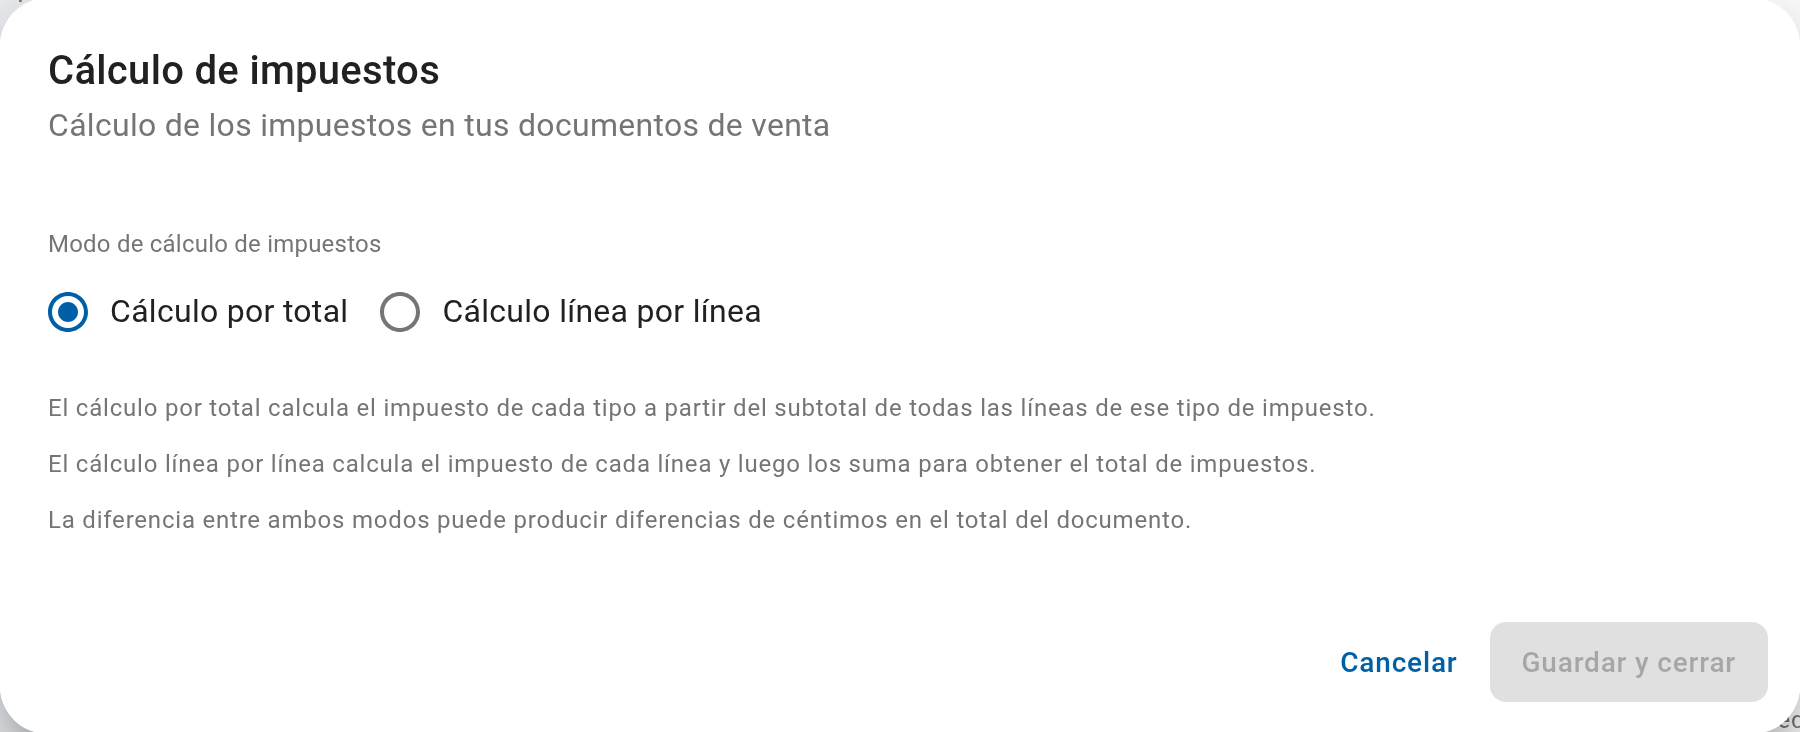 Cálculo de impuestos
Cálculo de los impuestos en tus documentos de venta
Modo de cálculo de impuestos
Cálculo por total Cálculo línea por línea
El cálculo por total calcula el impuesto de cada tipo a partir del subtotal de todas las líneas de ese tipo de impuesto.
El cálculo línea por línea calcula el impuesto de cada línea y luego los suma para obtener el total de impuestos.
La diferencia entre ambos modos puede producir diferencias de céntimos en el total del documento.
Cancelar Guardar y cerrar